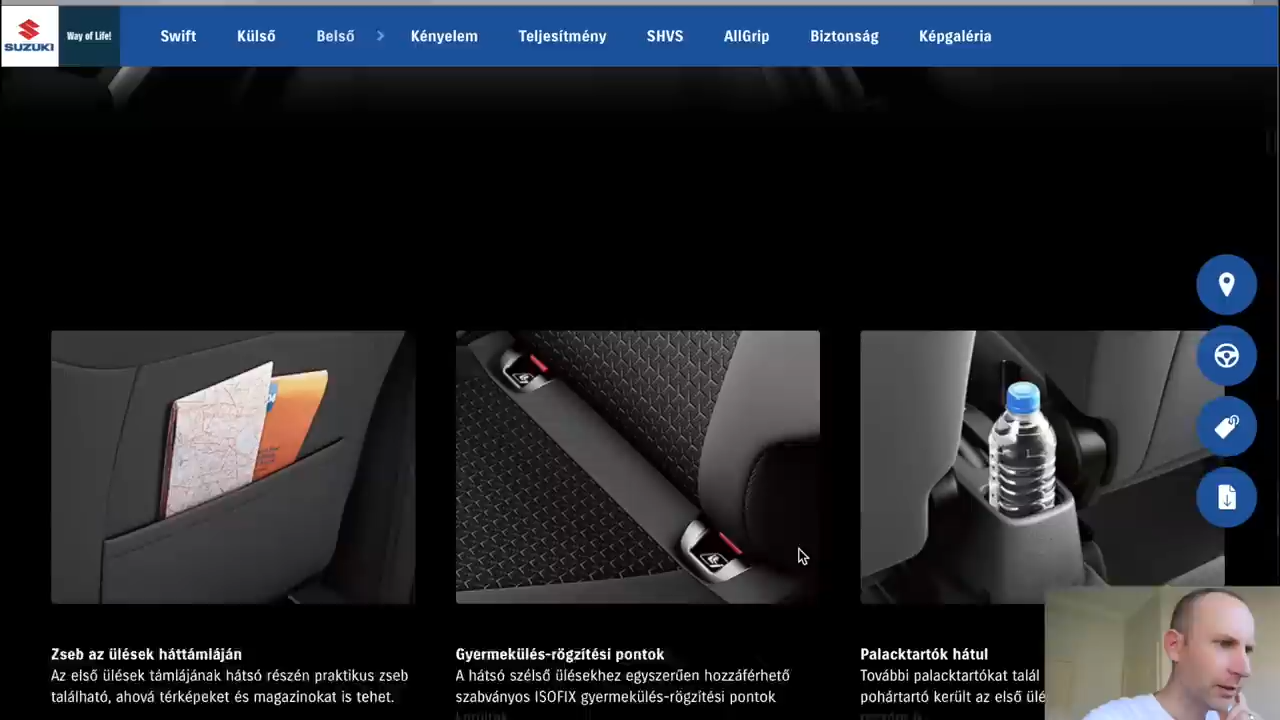 SUZUKI
Way of Life!
Swift
Külső
Belső
Kényelem
Teljesítmény
SHVS
AllGrip
Biztonság
Képgaléria
Zseb az ülések háttámláján
Az első ülések támlájának hátsó részén praktikus zseb
található, ahová térképeket és magazinokat is tehet.
Gyermekülés-rögzítési pontok
A hátsó szélső ülésekhez egyszerűen hozzáférhető
szabványos ISOFIX gyermekülés-rögzítési pontok
kerültek
Palacktartók hátul
További palacktartókat talál
pohártartó került az első ülé